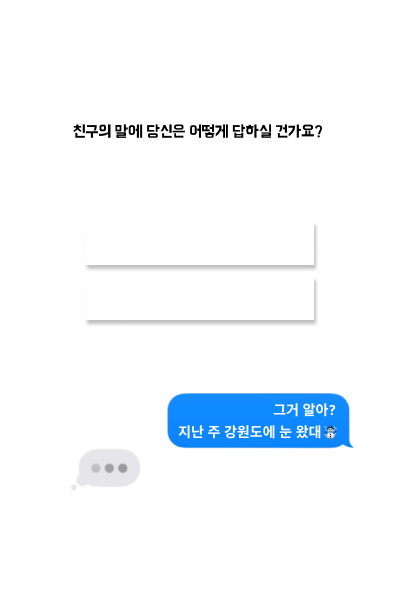 친구의 말에 당신은 어떻게 답하실 건가요?
그거 알아?
지난 주 강원도에 눈 왔대☃️